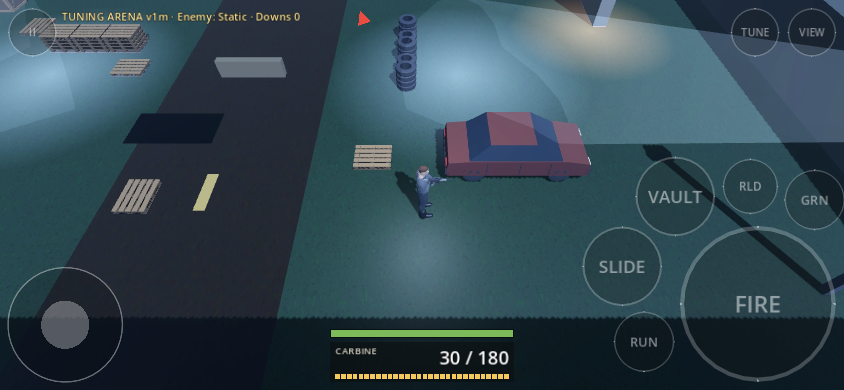 TUNING ARENA v1m · Enemy: Static · Downs 0
TUNE
VIEW
VAULT
RLD
GRN
SLIDE
FIRE
RUN
CARBINE
30 / 180